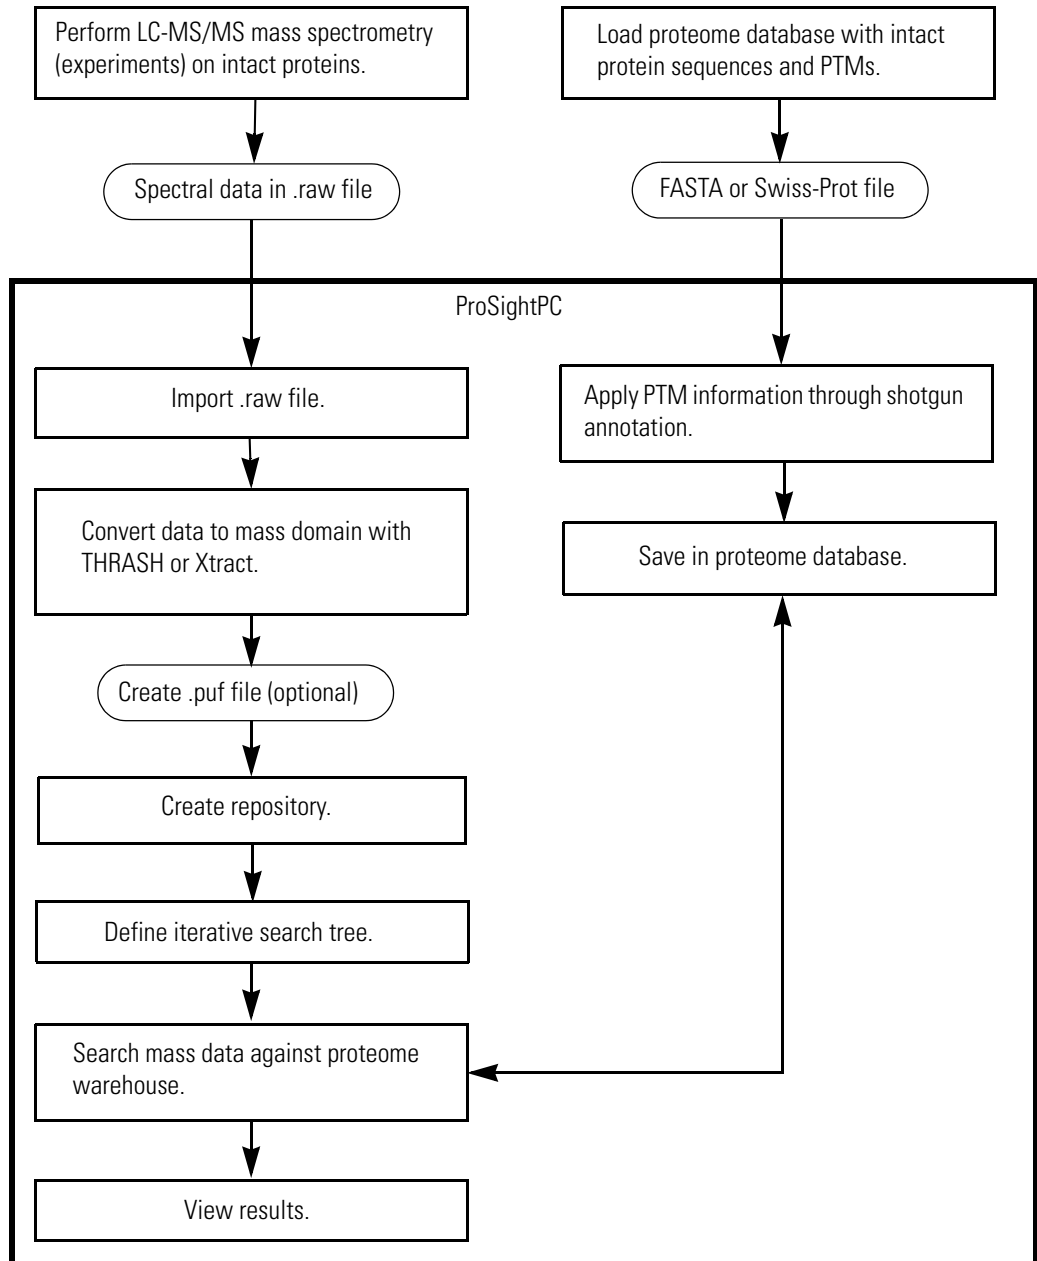 Perform LC-MS/MS mass spectrometry
(experiments) on intact proteins.
Load proteome database with intact
protein sequences and PTMs.
Spectral data in .raw file
FASTA or Swiss-Prot file
ProSightPC
Import .raw file.
Apply PTM information through shotgun
annotation.
Convert data to mass domain with
THRASH or Xtract.
Save in proteome database.
Create .puf file (optional)
Create repository.
Define iterative search tree.
Search mass data against proteome
warehouse.
View results.